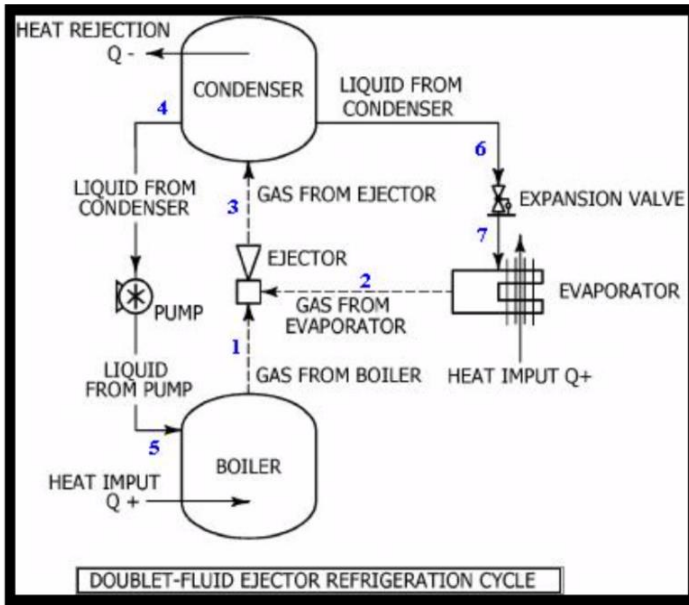 HEAT REJECTION
Q -
CONDENSER
LIQUID FROM
CONDENSER
4
6
LIQUID FROM
CONDENSER
3
GAS FROM EJECTOR
EXPANSION VALVE
7
EJECTOR
2
EVAPORATOR
PUMP
GAS FROM
EVAPORATOR
1
LIQUID
FROM PUMP
GAS FROM BOILER
HEAT IMPUT Q+
5
BOILER
HEAT IMPUT
Q +
DOUBLET-FLUID EJECTOR REFRIGERATION CYCLE